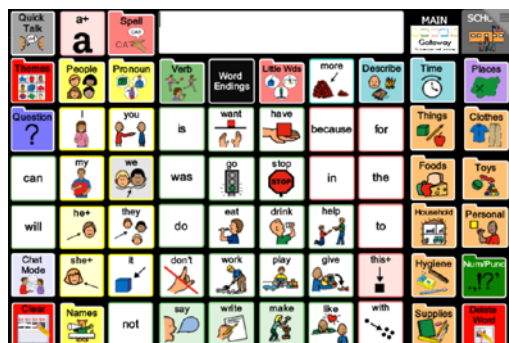 Quick Talk
a+
a
Spell
CAT
CAT
MAIN
Gateway
Themes
People
Pronoun
Verb
Word Endings
Little Wds
more
Describe
Time
Places
Question
?
I
you
is
want
have
because
for
Things
Clothes
can
my
we
was
go
stop
STOP
in
the
Foods
Toys
will
he+
they
do
eat
drink
help
to
Household
Personal
Chat Mode
she+
it
don't
work
play
give
this+
Hygiene
Num/Punc
.,!?'
Clear
Names
not
say
write
make
like
with
Supplies
Delete Word